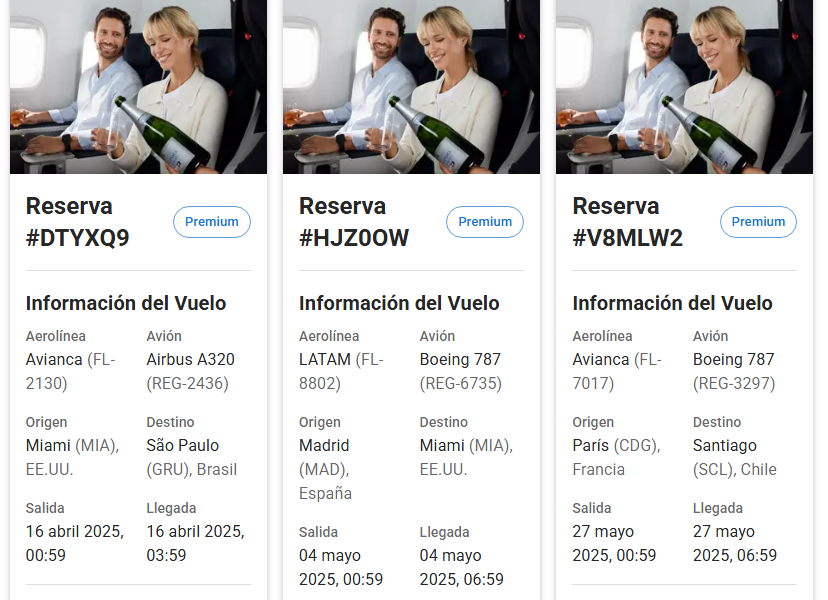 Reserva
#DTYXQ9
Premium
Información del Vuelo
Aerolínea
Avianca (FL-
2130)
Avión
Airbus A320
(REG-2436)
Origen
Miami (MIA),
EE.UU.
Destino
São Paulo
(GRU), Brasil
Salida
16 abril 2025,
00:59
Llegada
16 abril 2025,
03:59
Reserva
#HJZ0OW
Premium
Información del Vuelo
Aerolínea
LATAM (FL-
8802)
Avión
Boeing 787
(REG-6735)
Origen
Madrid
(MAD),
España
Destino
Miami (MIA),
EE.UU.
Salida
04 mayo
2025, 00:59
Llegada
04 mayo
2025, 06:59
Reserva
#V8MLW2
Premium
Información del Vuelo
Aerolínea
Avianca (FL-
7017)
Avión
Boeing 787
(REG-3297)
Origen
París (CDG),
Francia
Destino
Santiago
(SCL), Chile
Salida
27 mayo
2025, 00:59
Llegada
27 mayo
2025, 06:59